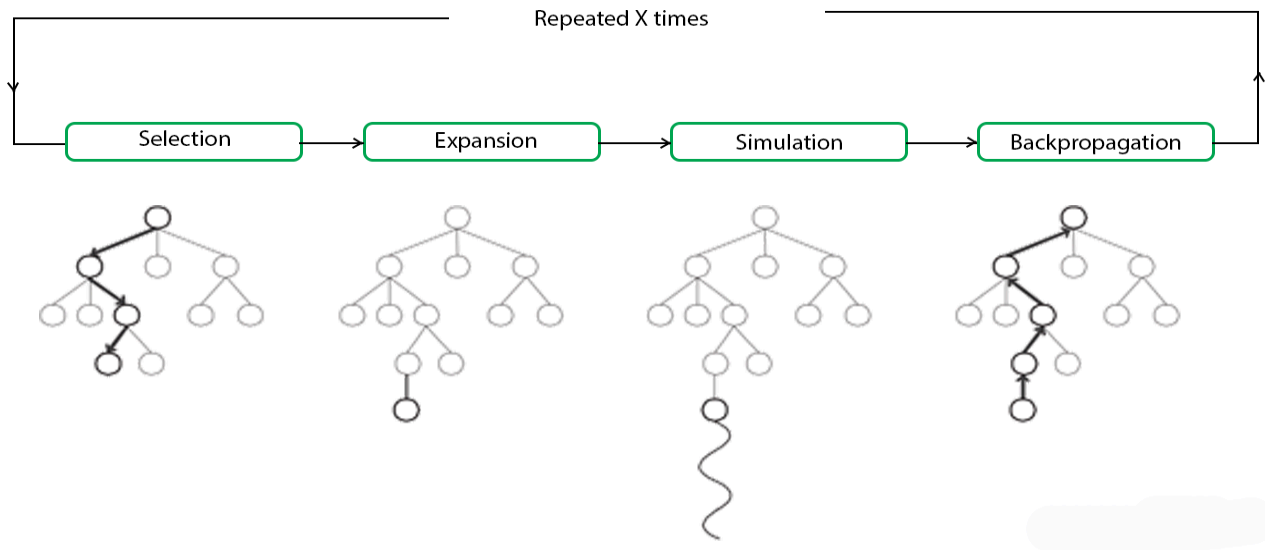 Repeated X times
Selection
Expansion
Simulation
Backpropagation